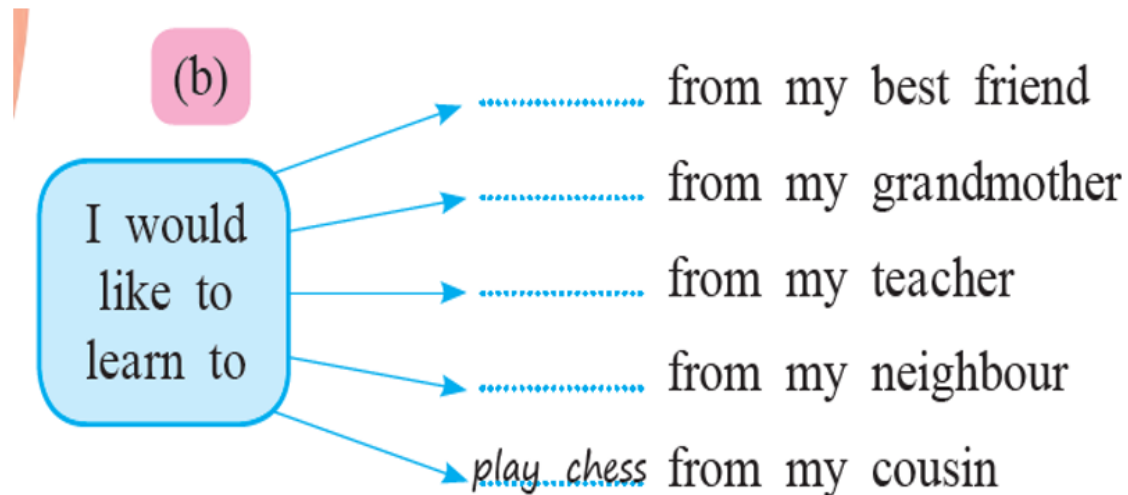 (b)
I would
like to
learn to
from my best friend
from my grandmother
from my teacher
from my neighbour
play chess from my cousin